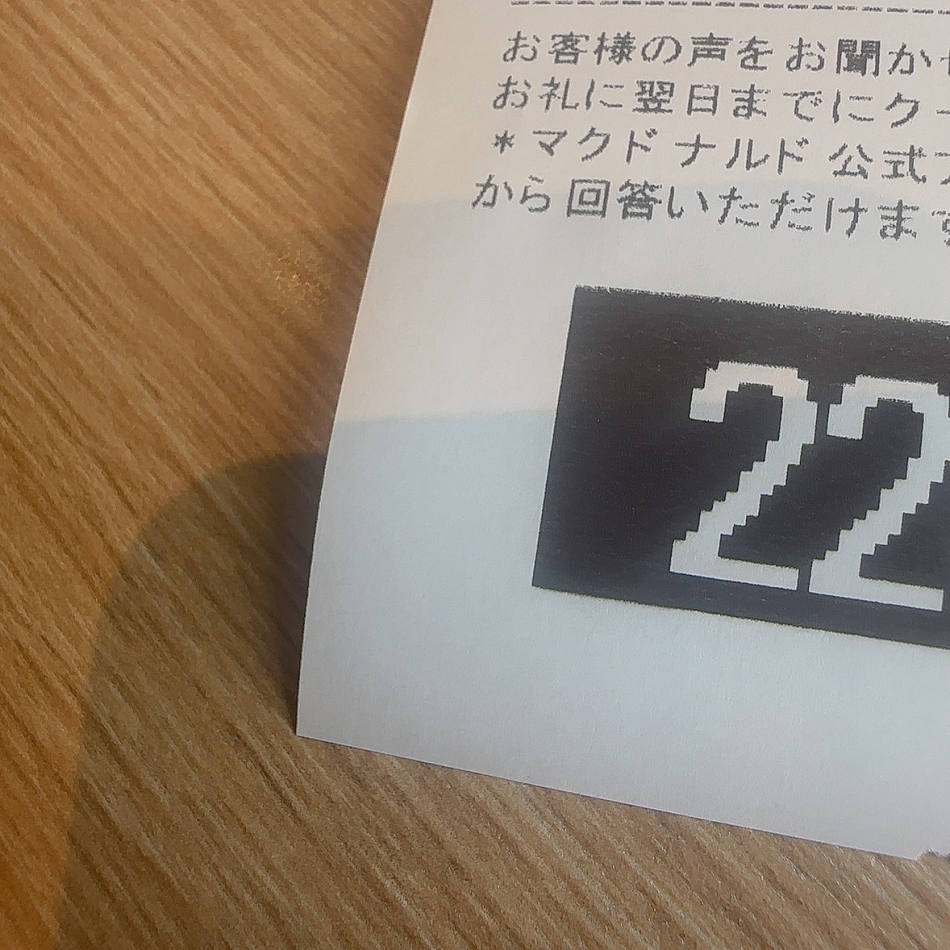 お客様の声をお聞か
お礼に翌日までにク
*マクドナルド公式
から回答いただけます
22